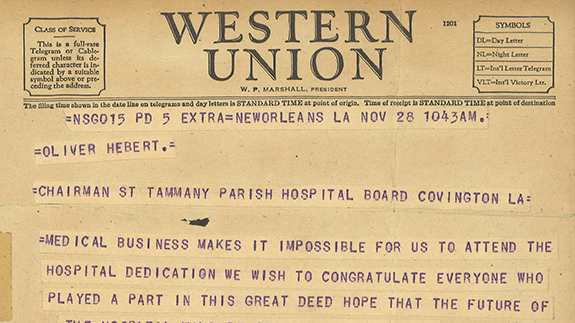 CLASS OF SERVICE
This is a full-rate
Telegram or Cable-
gram unless its de-
ferred character is in-
dicated by a suitable
symbol above or pre-
ceding the address.
WESTERN
UNION
W. P. MARSHALL, PRESIDENT
1201
SYMBOLS
DL=Day Letter
NL=Night Letter
LT=Int'l Letter Telegram
VLT=Int'l Victory Ltr.
The filing time shown in the date line on telegrams and day letters is STANDARD TIME at point of origin. Time of receipt is STANDARD TIME at point of destination
=NSG015 PD 5 EXTRA=NEWORLEANS LA NOV 28 1043AM.:
=OLIVER HEBERT.=
=CHAIRMAN ST TAMMANY PARISH HOSPITAL BOARD COVINGTON LA=
=MEDICAL BUSINESS MAKES IT IMPOSSIBLE FOR US TO ATTEND THE
HOSPITAL DEDICATION WE WISH TO CONGRATULATE EVERYONE WHO
PLAYED A PART IN THIS GREAT DEED HOPE THAT THE FUTURE OF
THE HOSPITAL